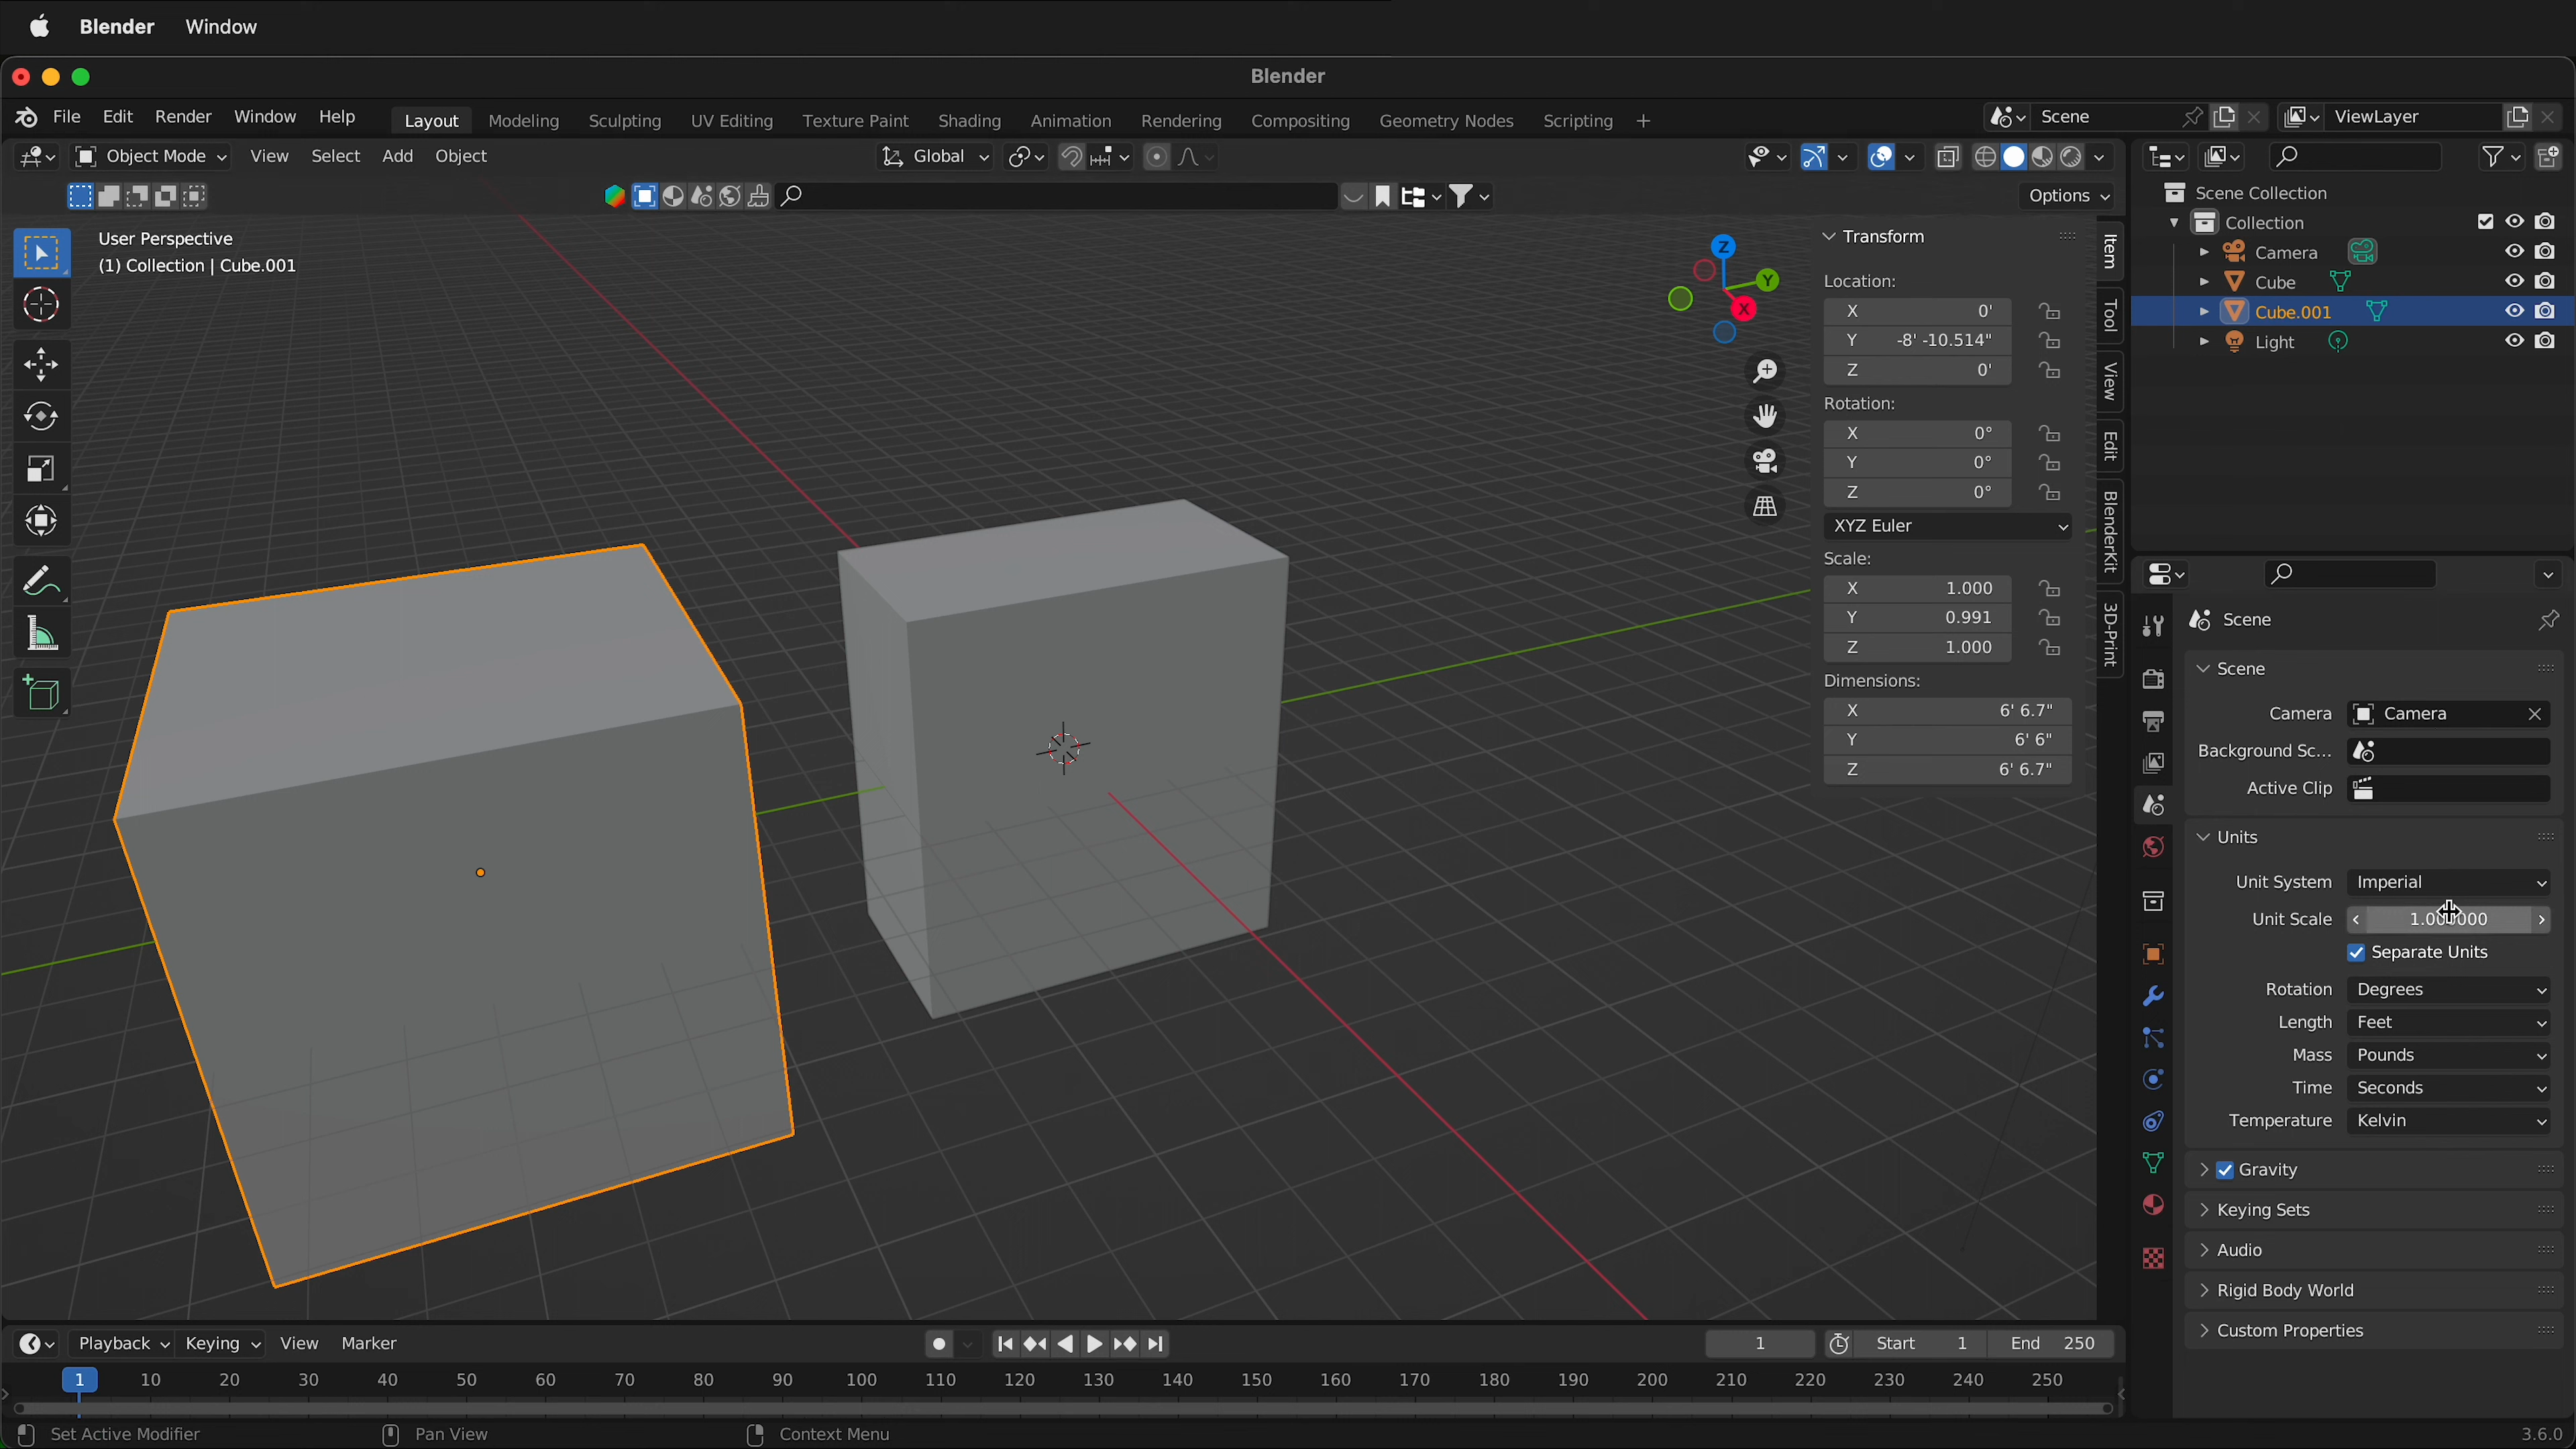 Blender Window
Blender
File Edit Render Window Help Layout Modeling Sculpting UV Editing Texture Paint Shading Animation Rendering Compositing Geometry Nodes Scripting + Scene ViewLayer
Object Mode View Select Add Object Global
Options
User Perspective
(1) Collection | Cube.001
Z
Y
X
Transform
Location:
X 0'
Y -8' -10.514"
Z 0'
Rotation:
X 0°
Y 0°
Z 0°
XYZ Euler
Scale:
X 1.000
Y 0.991
Z 1.000
Dimensions:
X 6' 6.7"
Y 6' 6"
Z 6' 6.7"
Item
Tool
View
Edit
BlenderKit
3D-Print
Scene Collection
Collection
Camera
Cube
Cube.001
Light
Scene
Scene
Camera Camera
Background Sc...
Active Clip
Units
Unit System Imperial
Unit Scale 1.000000
Separate Units
Rotation Degrees
Length Feet
Mass Pounds
Time Seconds
Temperature Kelvin
Gravity
Keying Sets
Audio
Rigid Body World
Custom Properties
Playback Keying View Marker 1 Start 1 End 250
1 10 20 30 40 50 60 70 80 90 100 110 120 130 140 150 160 170 180 190 200 210 220 230 240 250
Set Active Modifier Pan View Context Menu 3.6.0